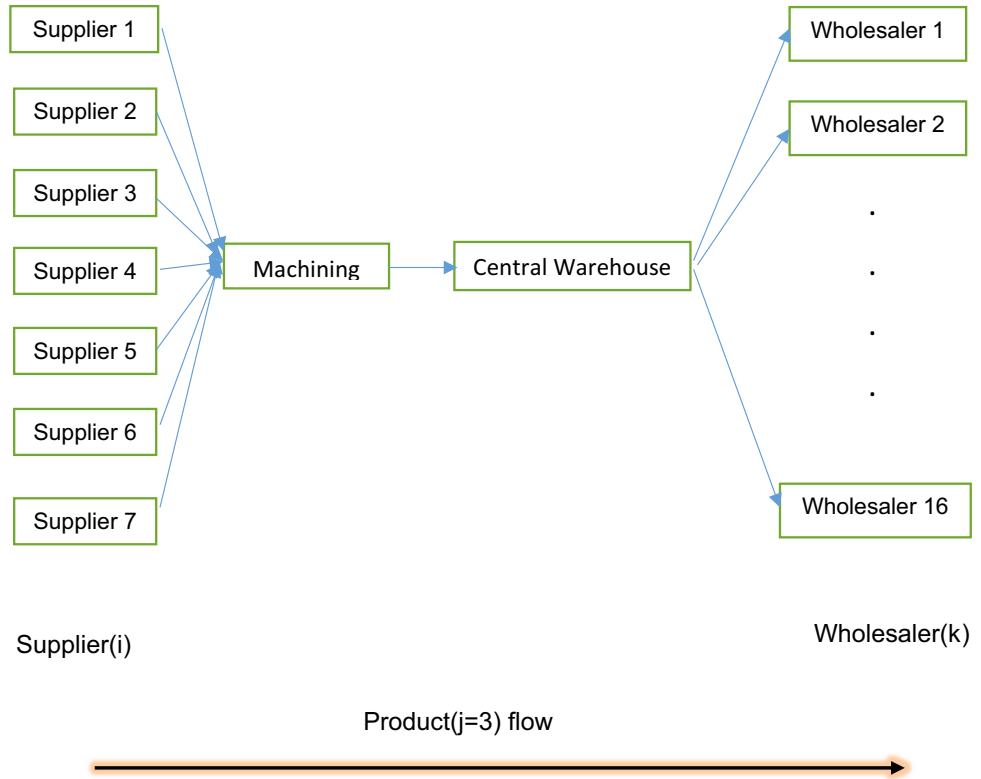 Supplier 1
Supplier 2
Supplier 3
Supplier 4
Supplier 5
Supplier 6
Supplier 7
Machining
Central Warehouse
Wholesaler 1
Wholesaler 2
.
.
.
.
Wholesaler 16
Supplier(i)
Wholesaler(k)
Product(j=3) flow